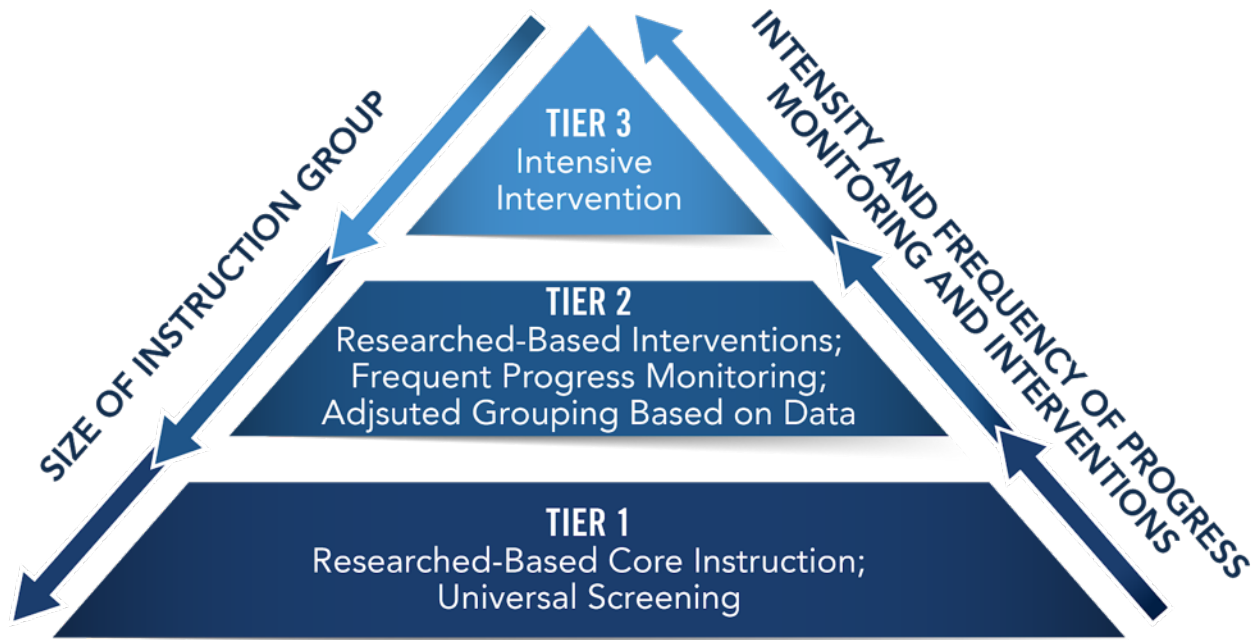 SIZE OF INSTRUCTION GROUP
INTENSITY AND FREQUENCY OF PROGRESS
MONITORING AND INTERVENTIONS
TIER 3
Intensive
Intervention
TIER 2
Researched-Based Interventions;
Frequent Progress Monitoring;
Adjsuted Grouping Based on Data
TIER 1
Researched-Based Core Instruction;
Universal Screening